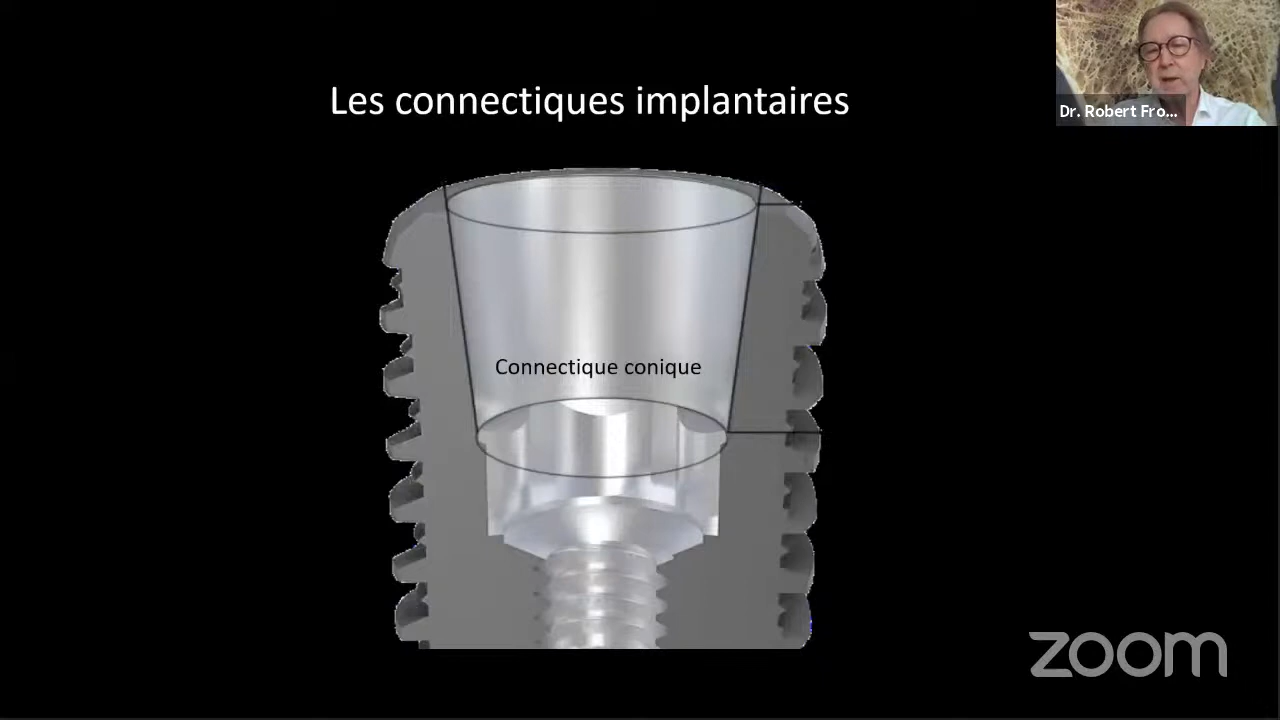 Les connectiques implantaires
Dr. Robert Fro...
Connectique conique
zoom